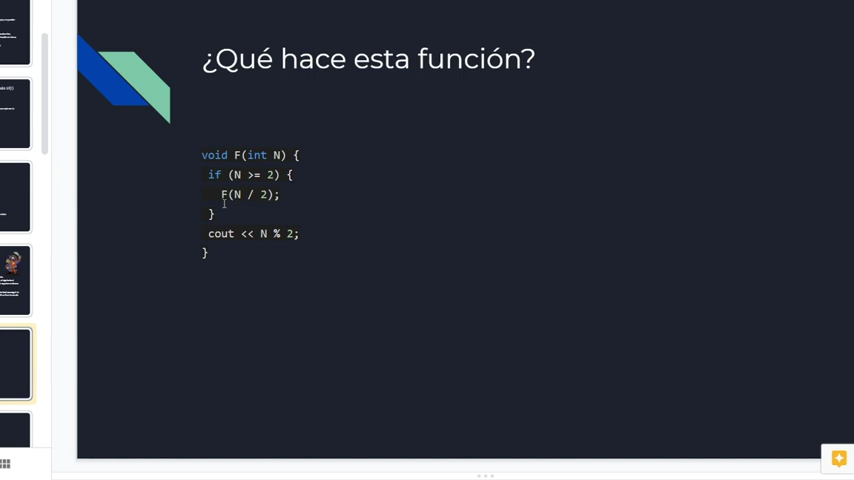 ¿Qué hace esta función?
void F(int N) {
if (N >= 2) {
F(N / 2);
}
cout << N % 2;
}